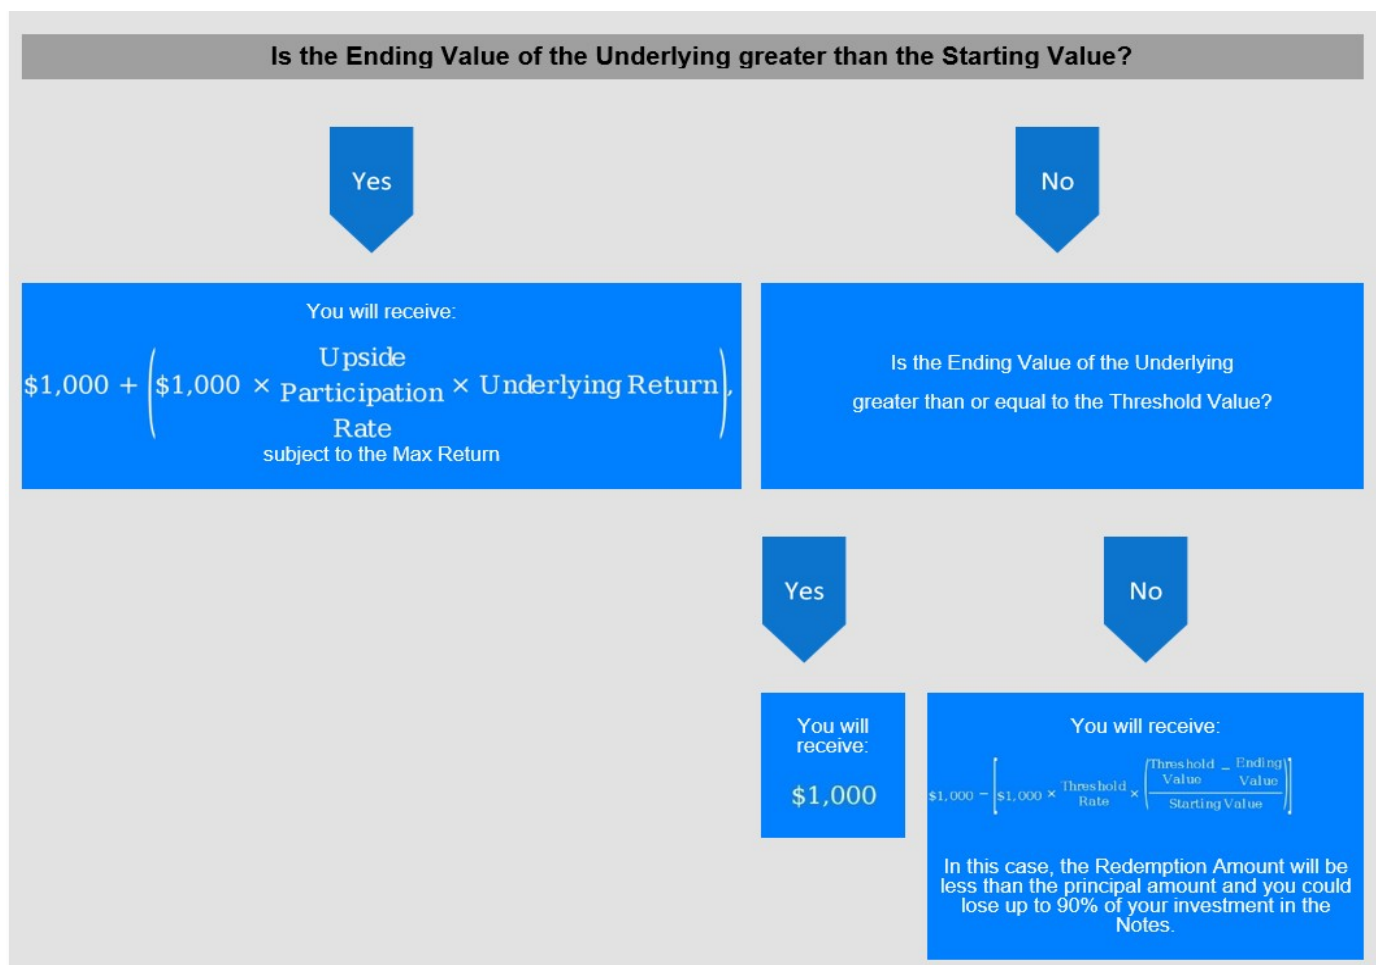 Is the Ending Value of the Underlying greater than the Starting Value?
Yes
No
You will receive:
$1,000 + ($1,000 × Upside Participation Rate × Underlying Return),
subject to the Max Return
Is the Ending Value of the Underlying
greater than or equal to the Threshold Value?
Yes
No
You will
receive:
$1,000
You will receive:
$1,000 − [$1,000 × Threshold Rate × ((Threshold Value − Ending Value) / Starting Value)]
In this case, the Redemption Amount will be
less than the principal amount and you could
lose up to 90% of your investment in the
Notes.